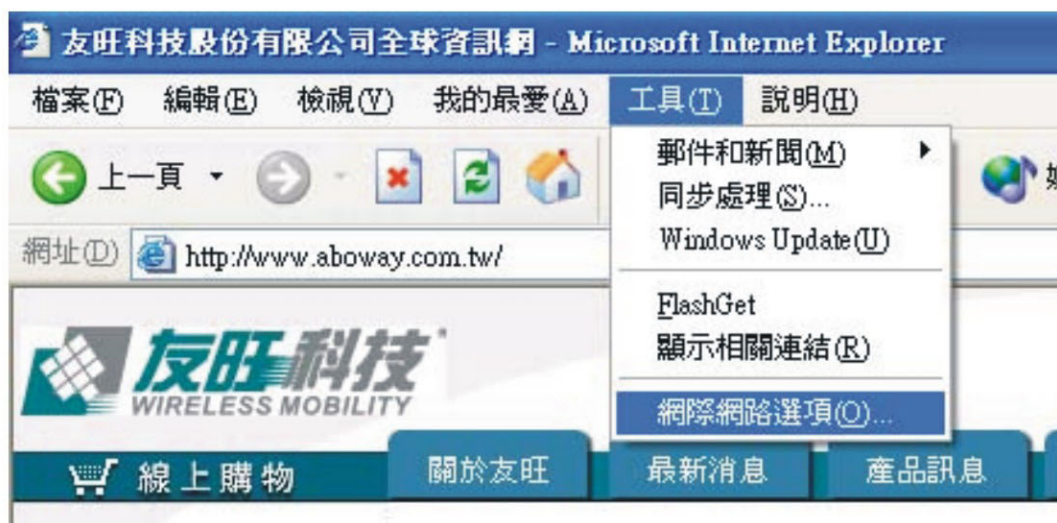 友旺科技股份有限公司全球資訊網 - Microsoft Internet Explorer
檔案(F) 編輯(E) 檢視(V) 我的最愛(A) 工具(T) 說明(H)
上一頁
郵件和新聞(M)
同步處理(S)...
Windows Update(U)
FlashGet
顯示相關連結(R)
網際網路選項(O)...
網址(D) http://www.aboway.com.tw/
友旺科技
WIRELESS MOBILITY
線上購物 關於友旺 最新消息 產品訊息